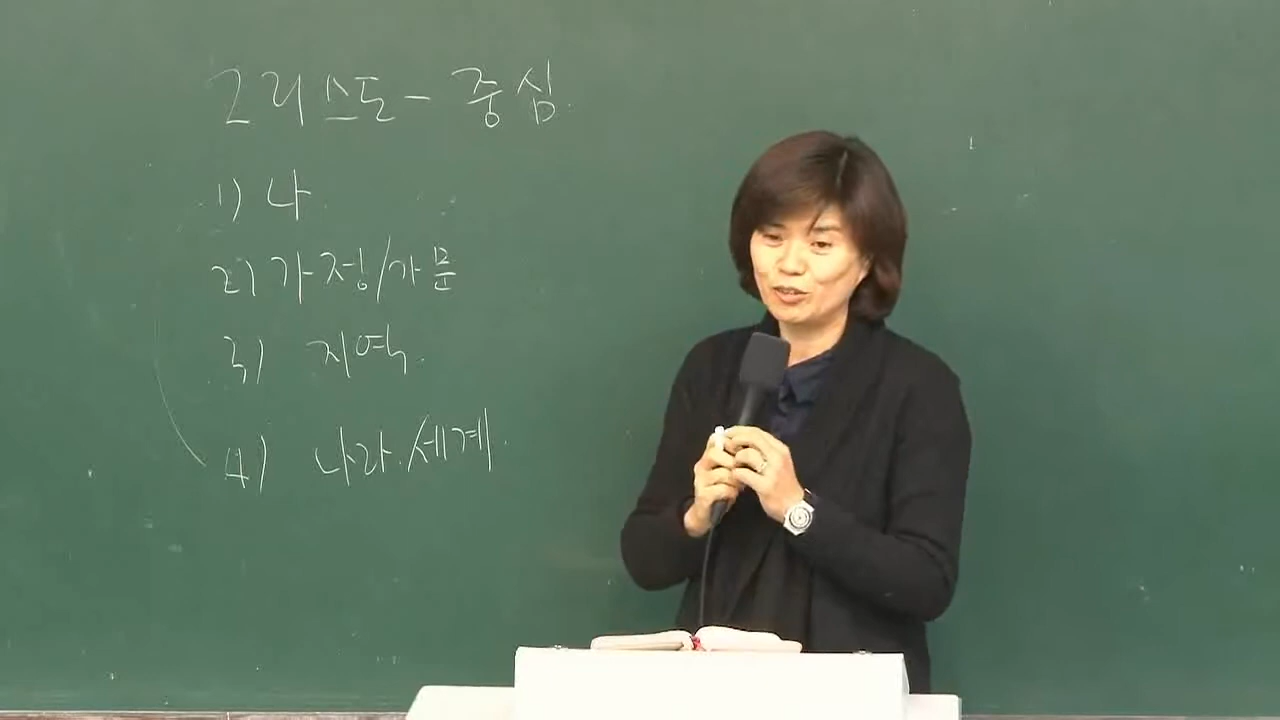 그리스도 - 중심.
1) 나
2) 가정/가문
3) 지역.
4) 나라.세계.